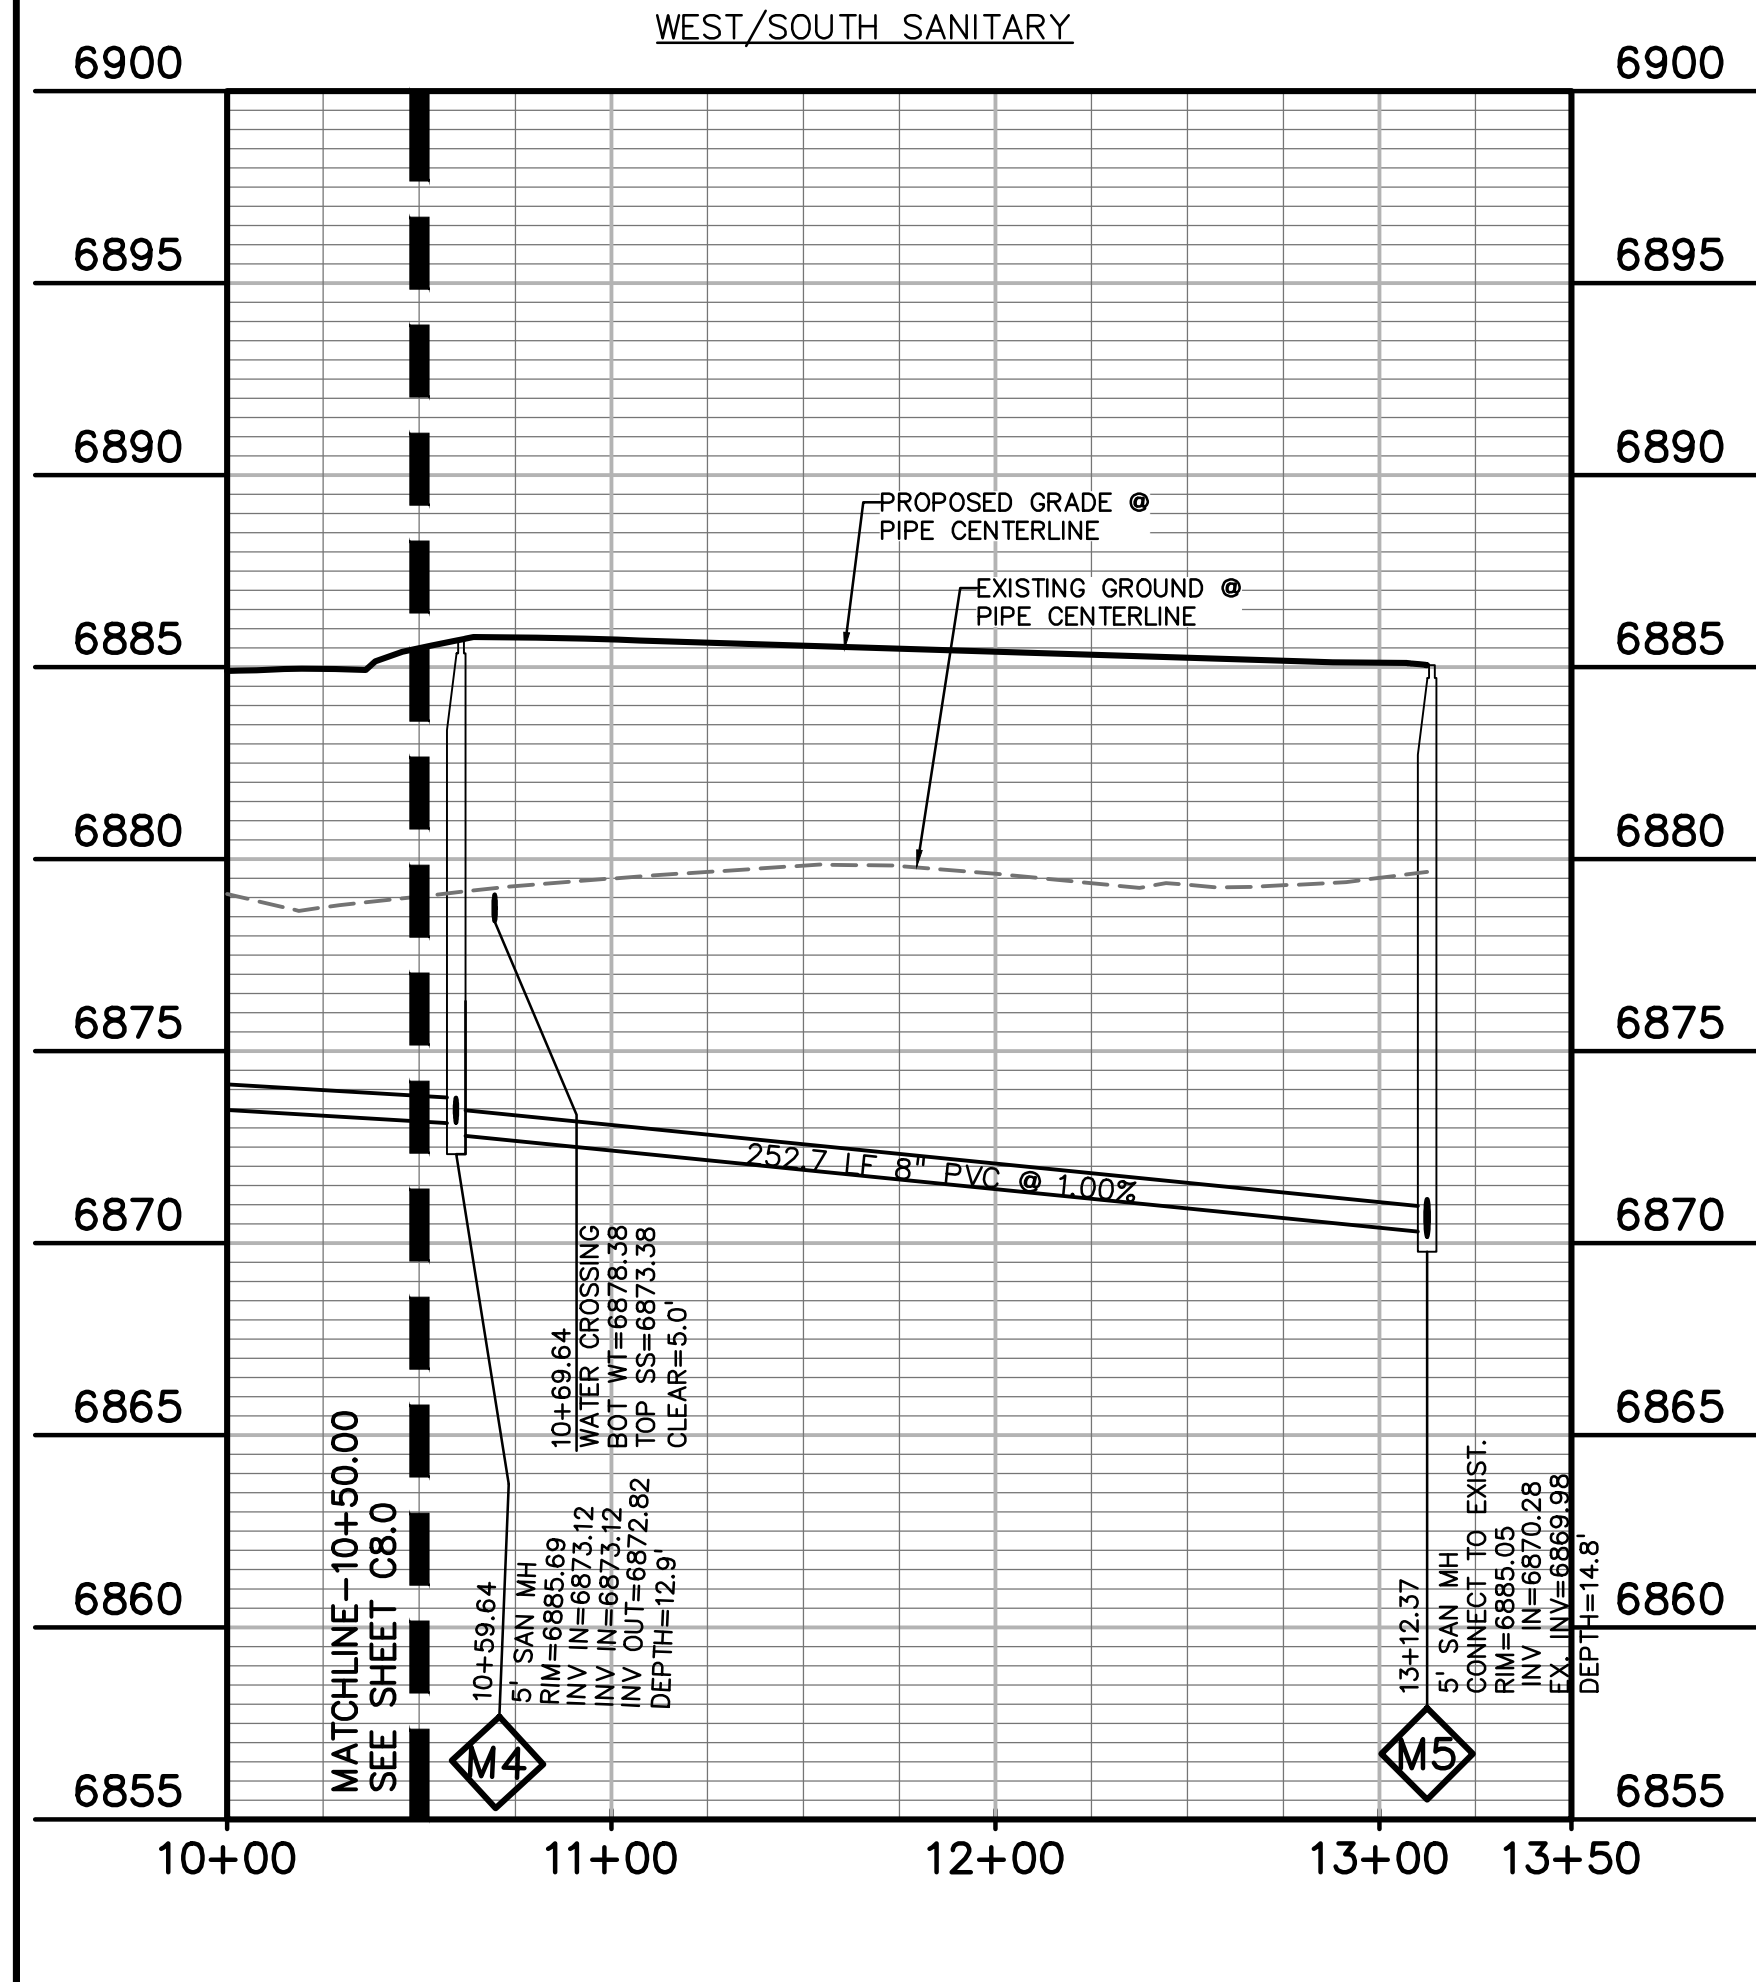 WEST/SOUTH SANITARY
6900
6900
6895
6895
6890
6890
PROPOSED GRADE @
PIPE CENTERLINE
EXISTING GROUND @
PIPE CENTERLINE
6885
6885
6880
6880
6875
6875
252.7 LF 8" PVC @ 1.00%
6870
6870
10+69.64
WATER CROSSING
BOT WT=6878.38
TOP SS=6873.38
CLEAR=5.0'
6865
6865
MATCHLINE-10+50.00
SEE SHEET C8.0
10+59.64
5' SAN MH
RIM=6885.69
INV IN=6873.12
INV IN=6873.12
INV OUT=6872.82
DEPTH=12.9'
13+12.37
5' SAN MH
CONNECT TO EXIST.
RIM=6885.05
INV IN=6870.28
EX. INV=6869.98
DEPTH=14.8'
6860
6860
M4
M5
6855
6855
10+00
11+00
12+00
13+00
13+50